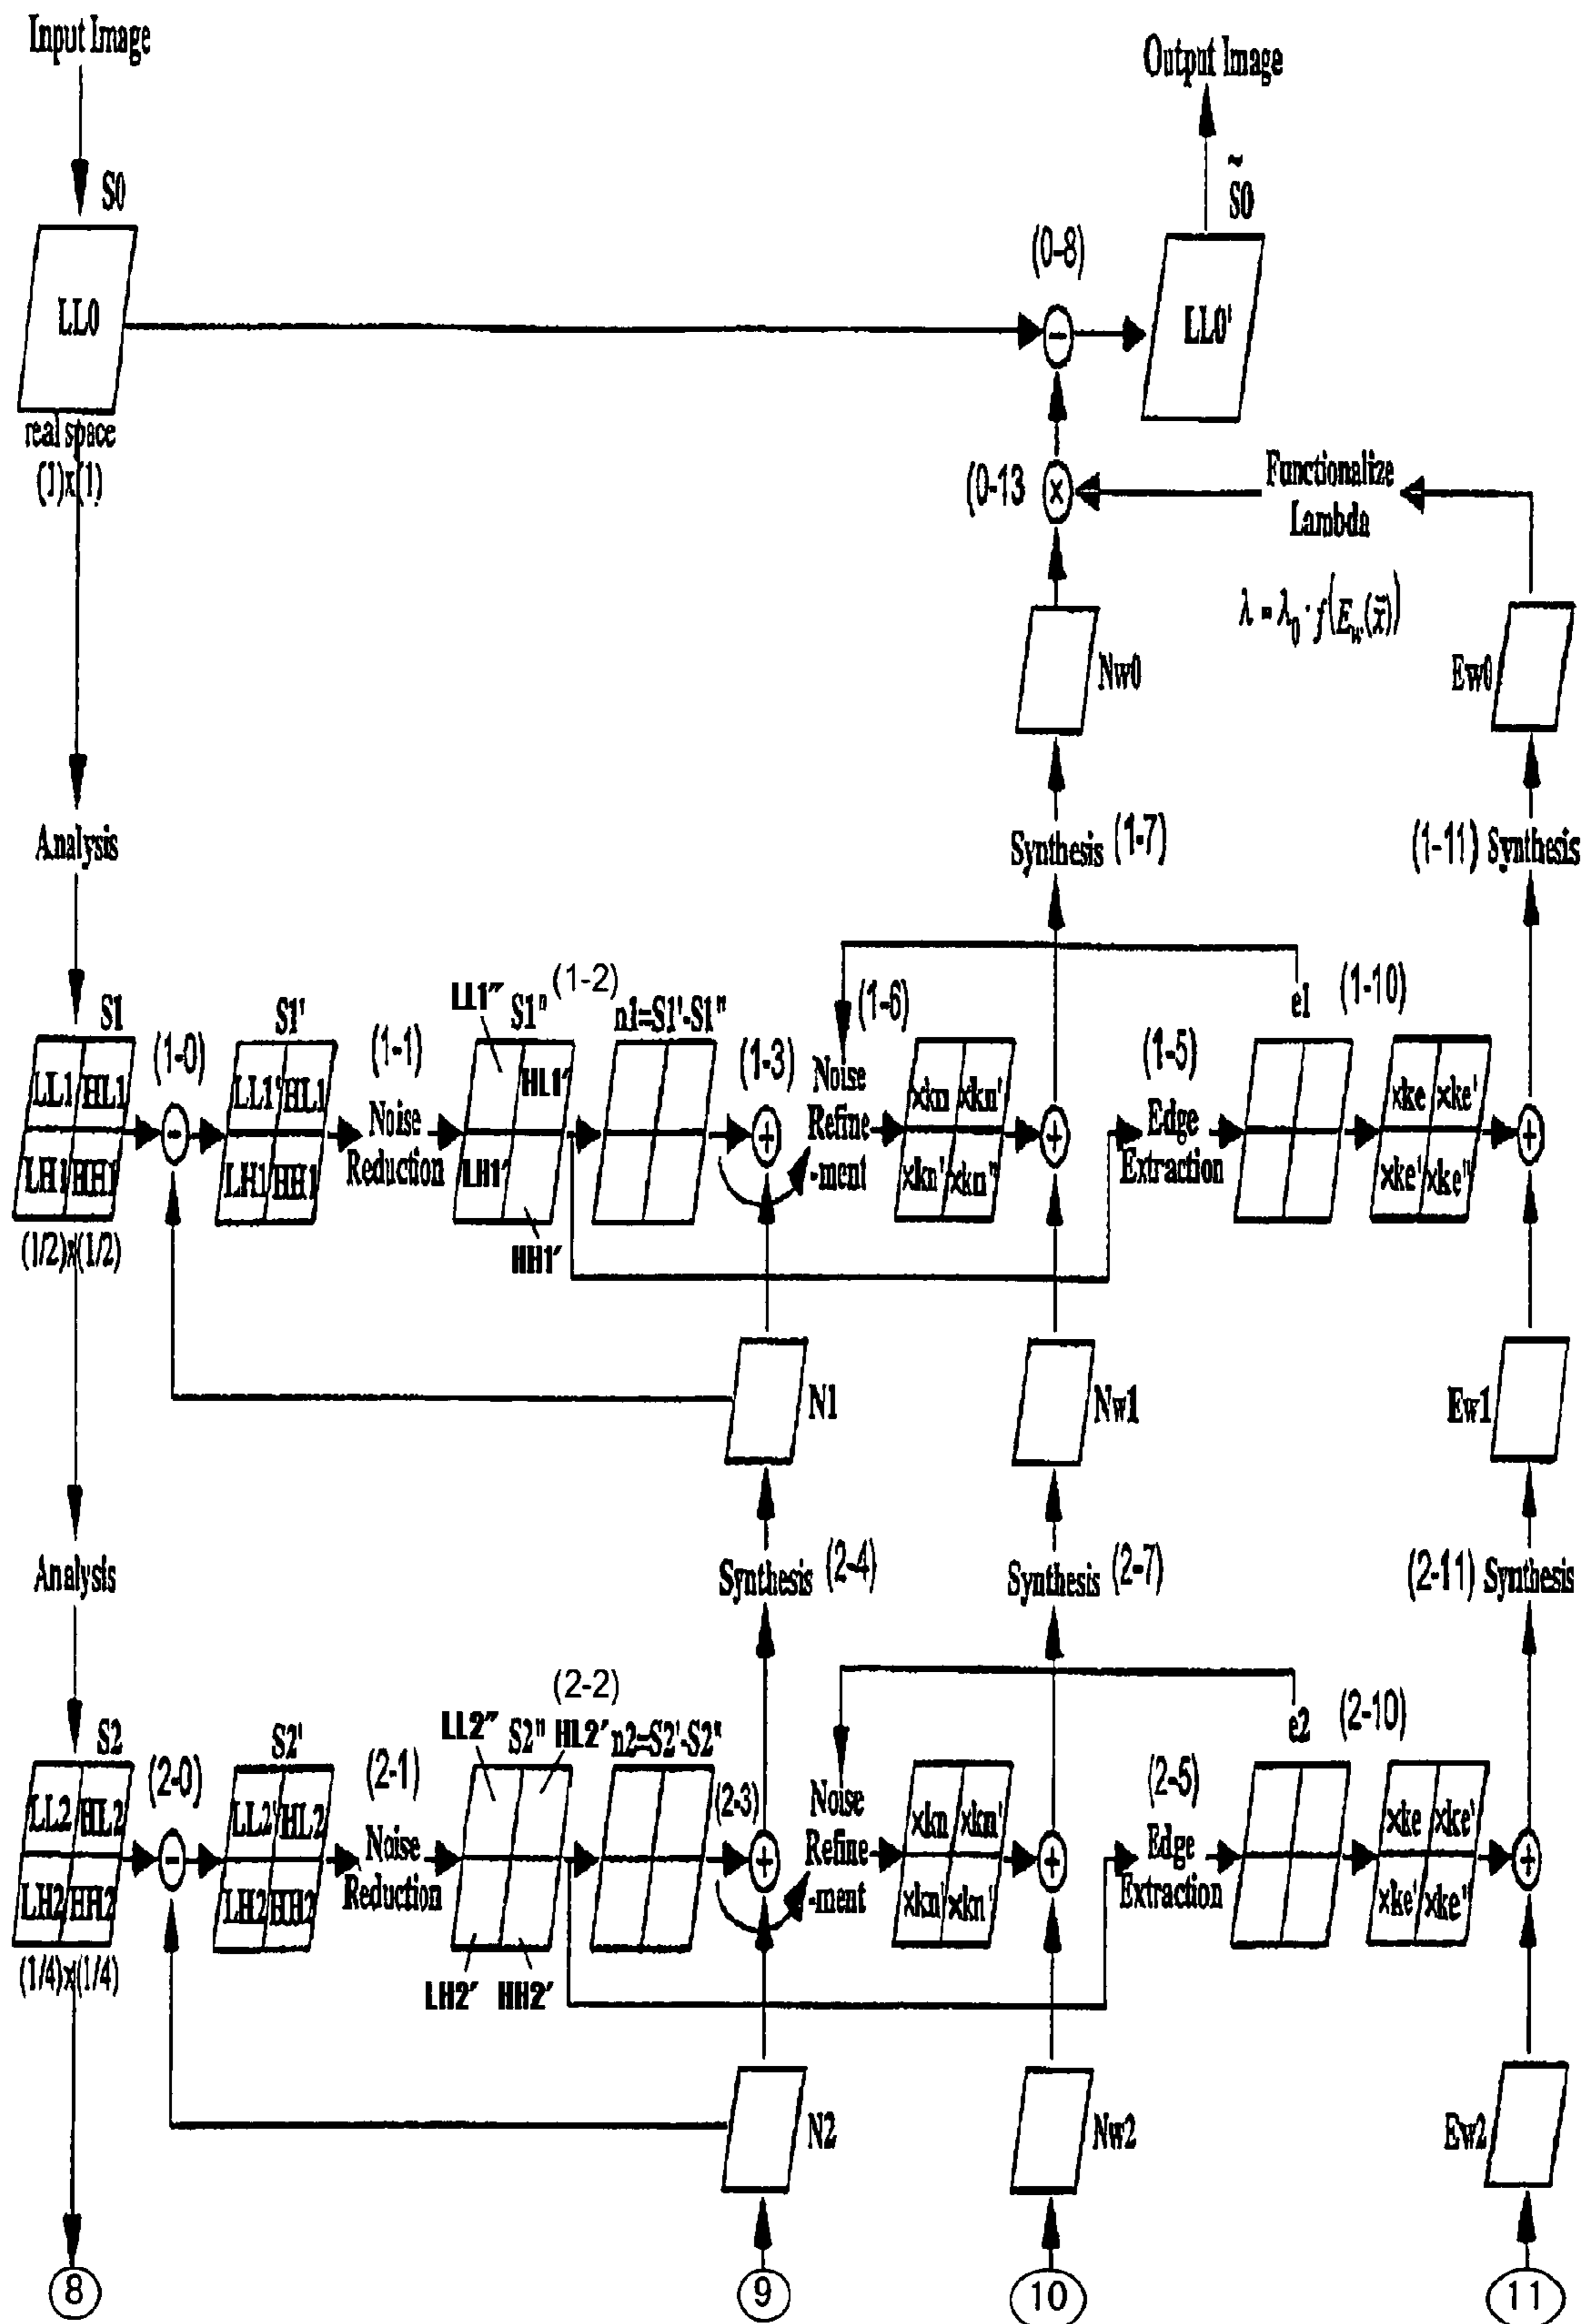 Input Image
Output Image
S0
S̃0
(0-8)
LL0
LL0'
real space
(1)x(1)
(0-13
×
Functionalize
Lambda
λ = λ0 · f(Ew(x̄))
Nw0
Ew0
Analysis
Synthesis (1-7)
(1-11) Synthesis
S1
(1-0)
S1'
(1-1)
LL1"
S1"
(1-2)
n1=S1'-S1"
(1-3)
Noise
Refine
-ment
(1-6)
(1-5)
e1
(1-10)
LL1 HL1
LH1 HH1
-
LL1' HL1
LH1 HH1
Noise
Reduction
HL1'
LH1'
HH1'
+
xkn xkn'
xkn' xkn"
+
Edge
Extraction
xke xke'
xke' xke"
+
(1/2)x(1/2)
N1
Nw1
Ew1
Analysis
Synthesis (2-4)
Synthesis (2-7)
(2-11) Synthesis
S2
(2-0)
S2'
(2-1)
LL2"
S2"
(2-2)
HL2'
n2=S2'-S2"
(2-3)
Noise
Refine
-ment
(2-5)
e2
(2-10)
LL2 HL2
LH2 HH2
-
LL2' HL2
LH2 HH2
Noise
Reduction
LH2' HH2'
+
xkn xkn'
xkn' xkn'
+
Edge
Extraction
xke xke'
xke' xke'
+
(1/4)x(1/4)
N2
Nw2
Ew2
8
9
10
11